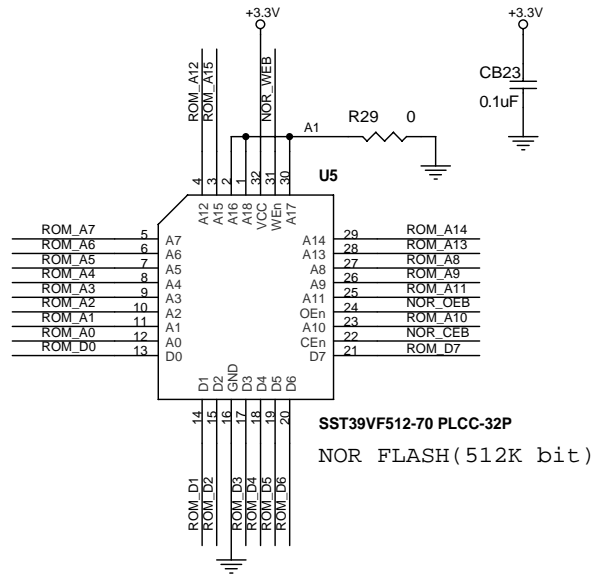 +3.3V
+3.3V
ROM_A12
ROM_A15
NOR_WEB
CB23
0.1uF
R29 0
A1
4
3
2
1
32
31
30
U5
A12
A15
A16
A18
VCC
WEn
A17
ROM_A7 5 A7
ROM_A6 6 A6
ROM_A5 7 A5
ROM_A4 8 A4
ROM_A3 9 A3
ROM_A2 10 A2
ROM_A1 11 A1
ROM_A0 12 A0
ROM_D0 13 D0
A14 29 ROM_A14
A13 28 ROM_A13
A8 27 ROM_A8
A9 26 ROM_A9
A11 25 ROM_A11
OEn 24 NOR_OEB
A10 23 ROM_A10
CEn 22 NOR_CEB
D7 21 ROM_D7
D1
D2
GND
D3
D4
D5
D6
14
15
16
17
18
19
20
SST39VF512-70 PLCC-32P
NOR FLASH(512K bit)
ROM_D1
ROM_D2
ROM_D3
ROM_D4
ROM_D5
ROM_D6